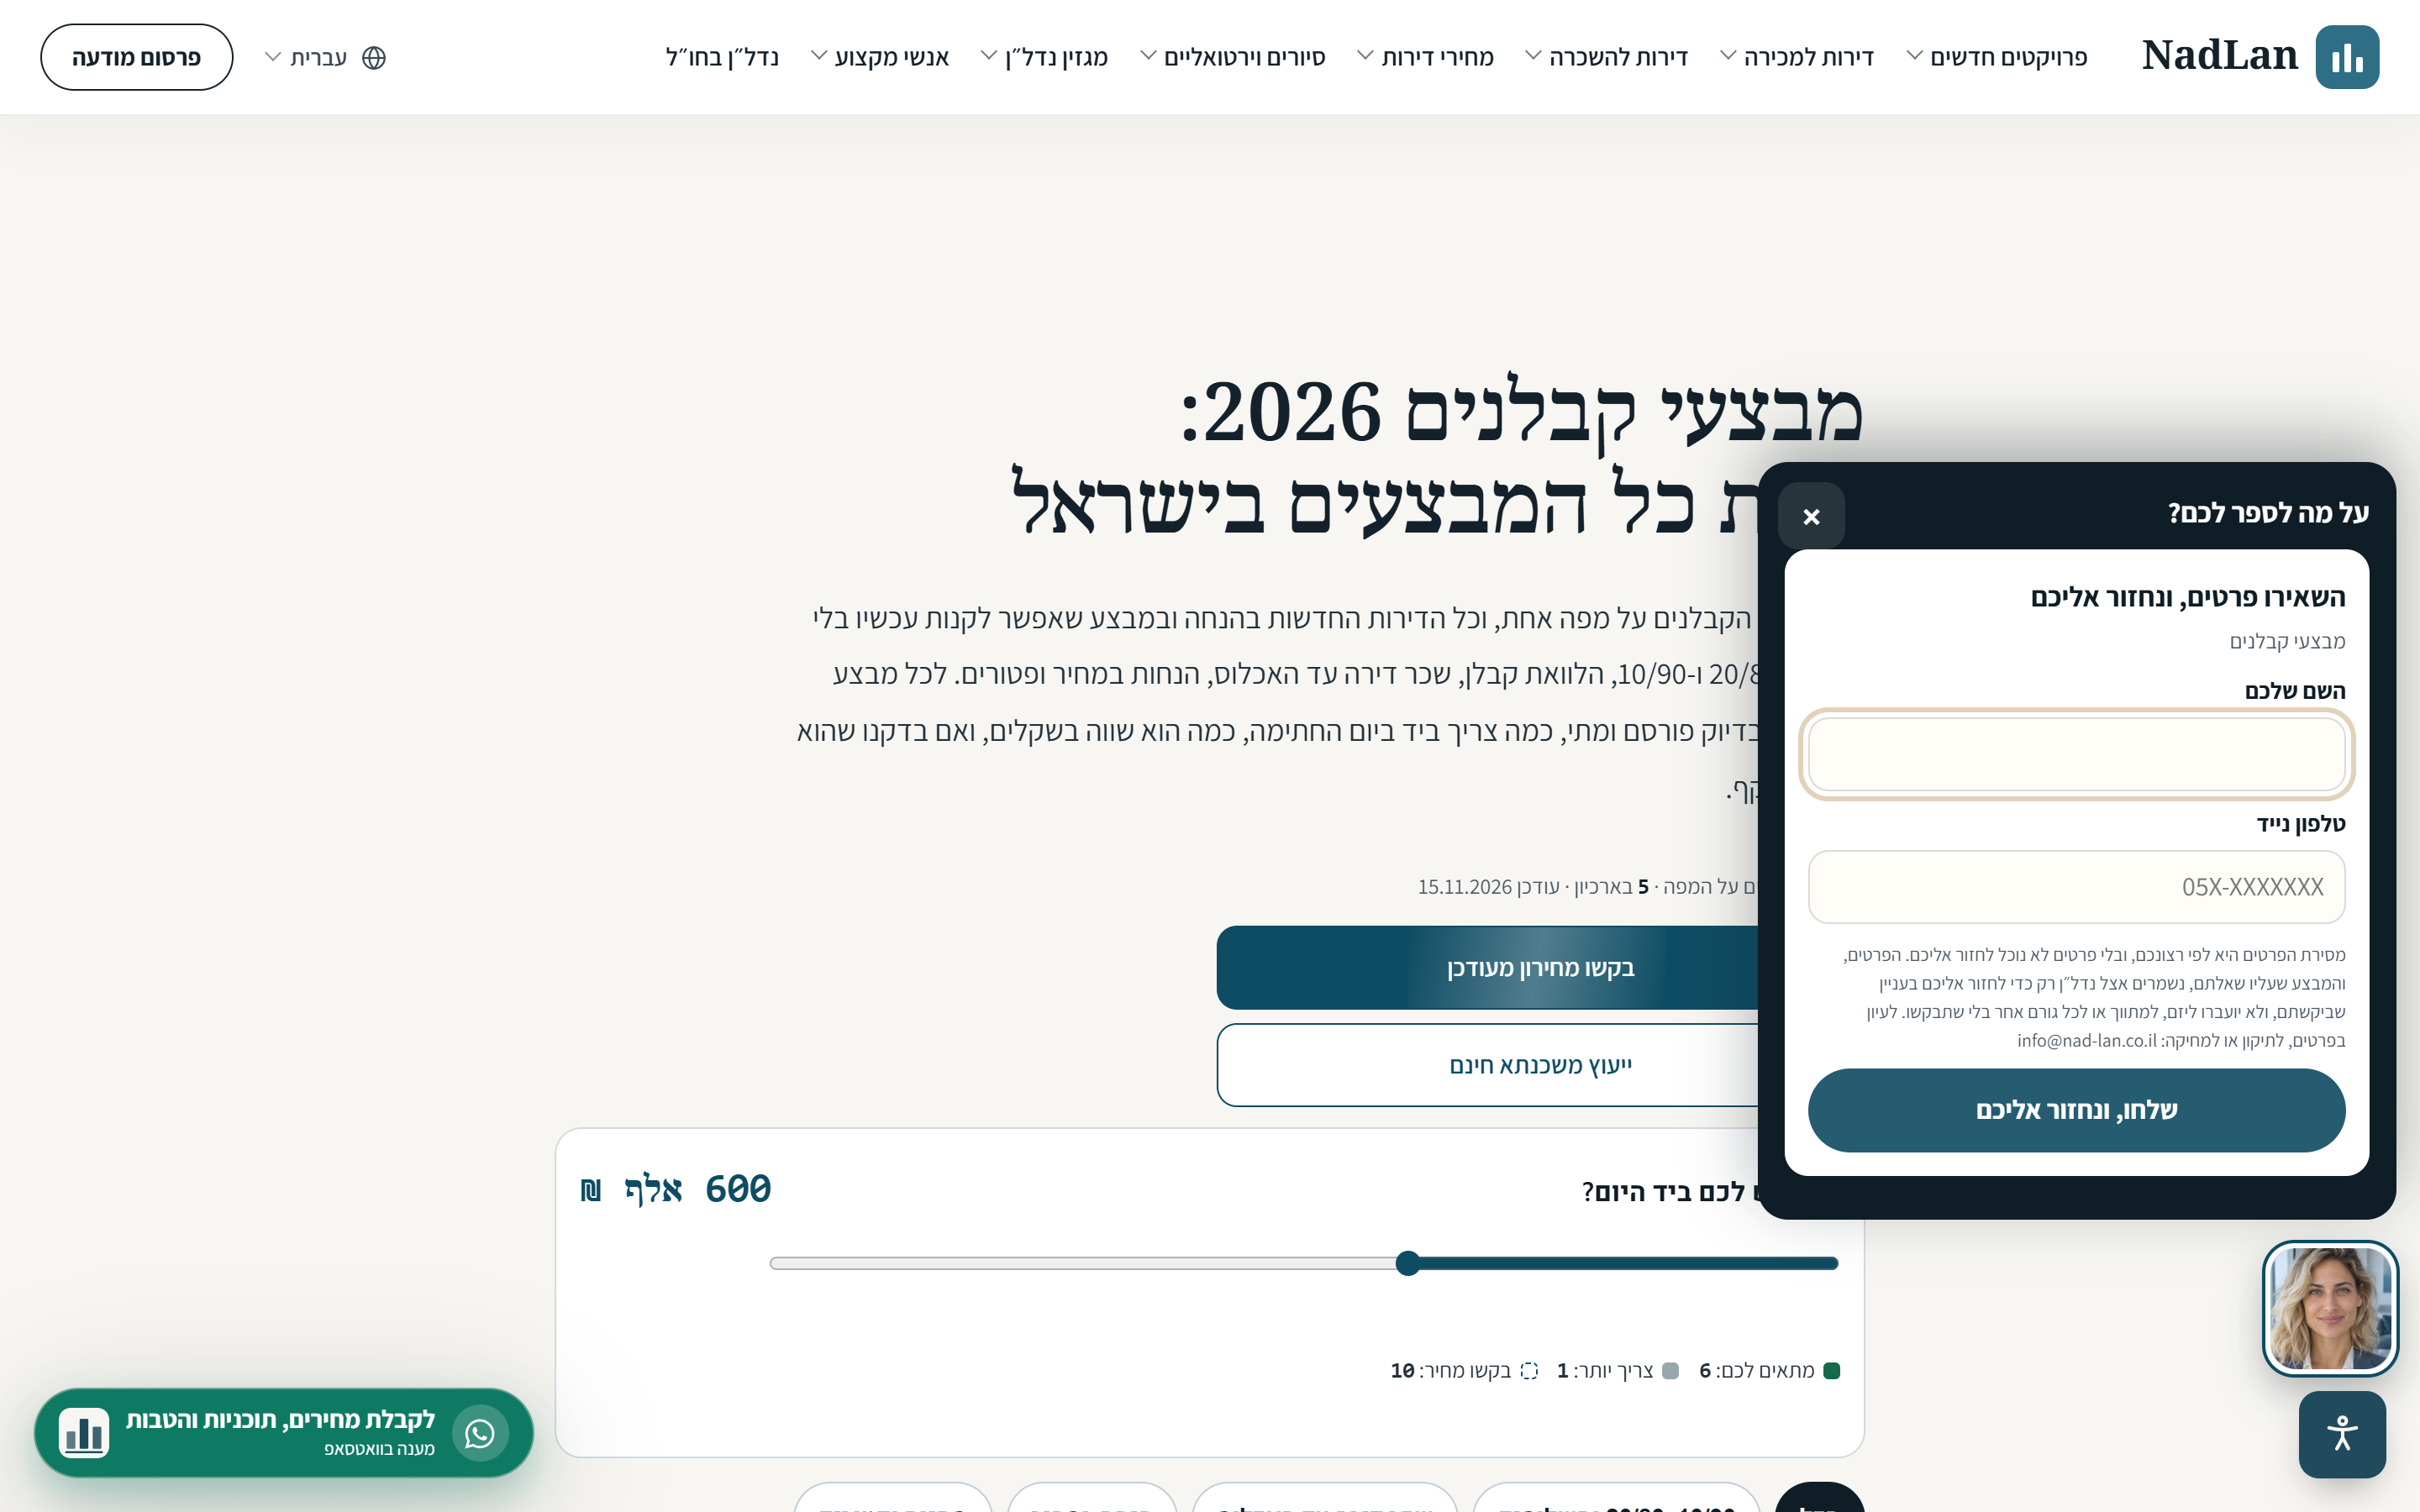 NadLan
פרויקטים חדשים
דירות למכירה
דירות להשכרה
מחירי דירות
סיורים וירטואליים
מגזין נדל״ן
אנשי מקצוע
נדל״ן בחו״ל
עברית
פרסום מודעה
מבצעי קבלנים 2026:
כל המבצעים בישראל
הקבלנים על מפה אחת, וכל הדירות החדשות בהנחה ובמבצע שאפשר לקנות עכשיו בלי
ו-10/90, הלוואת קבלן, שכר דירה עד האכלוס, הנחות במחיר ופטורים. לכל מבצע
בדיוק פורסם ומתי, כמה צריך ביד ביום החתימה, כמה הוא שווה בשקלים, ואם בדקנו שהוא
על המפה · 5 בארכיון · עודכן 15.11.2026
בקשו מחירון מעודכן
ייעוץ משכנתא חינם
לכם ביד היום?
600 אלף ₪
מתאים לכם: 6
צריך יותר: 1
בקשו מחיר: 10
על מה לספר לכם?
×
השאירו פרטים, ונחזור אליכם
מבצעי קבלנים
השם שלכם
טלפון נייד
05X-XXXXXXX
מסירת הפרטים היא לפי רצונכם, ובלי פרטים לא נוכל לחזור אליכם. הפרטים,
והמבצע שעליו שאלתם, נשמרים אצל נדל״ן רק כדי לחזור אליכם בעניין
שביקשתם, ולא יועברו ליזם, למתווך או לכל גורם אחר בלי שתבקשו. לעיון
בפרטים, לתיקון או למחיקה: info@nad-lan.co.il
שלחו, ונחזור אליכם
לקבלת מחירים, תוכניות והטבות
מענה בוואטסאפ